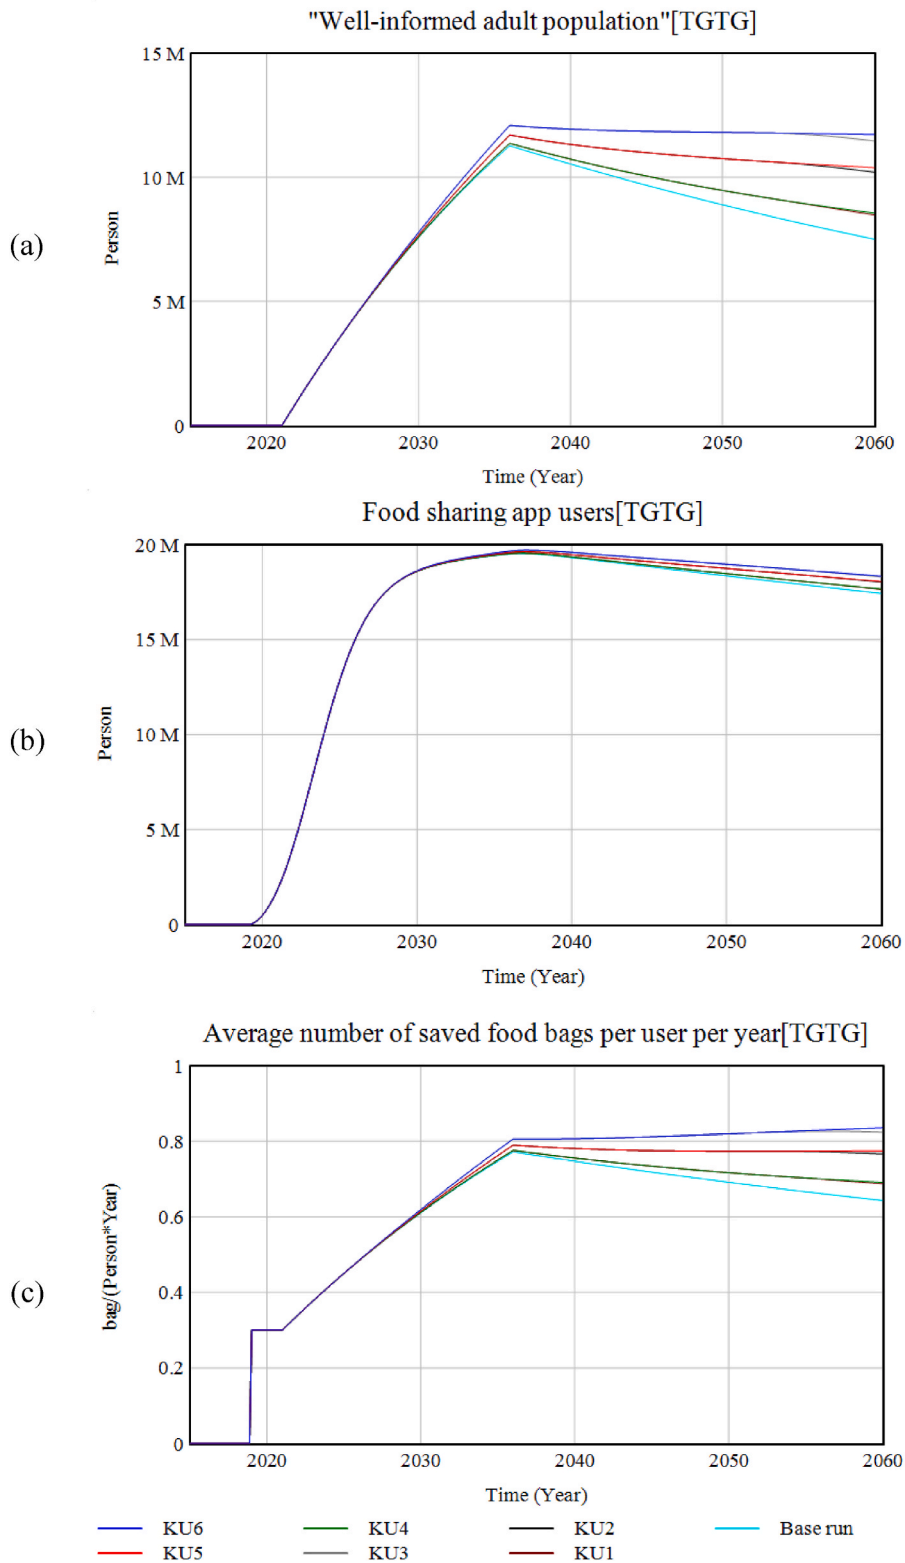 "Well-informed adult population"[TGTG]
15 M
10 M
5 M
0
Person
(a)
2020 2030 2040 2050 2060
Time (Year)
Food sharing app users[TGTG]
20 M
15 M
10 M
5 M
0
Person
(b)
2020 2030 2040 2050 2060
Time (Year)
Average number of saved food bags per user per year[TGTG]
1
0.8
0.6
0.4
0.2
0
bag/(Person*Year)
(c)
2020 2030 2040 2050 2060
Time (Year)
KU6 KU4 KU2 Base run
KU5 KU3 KU1